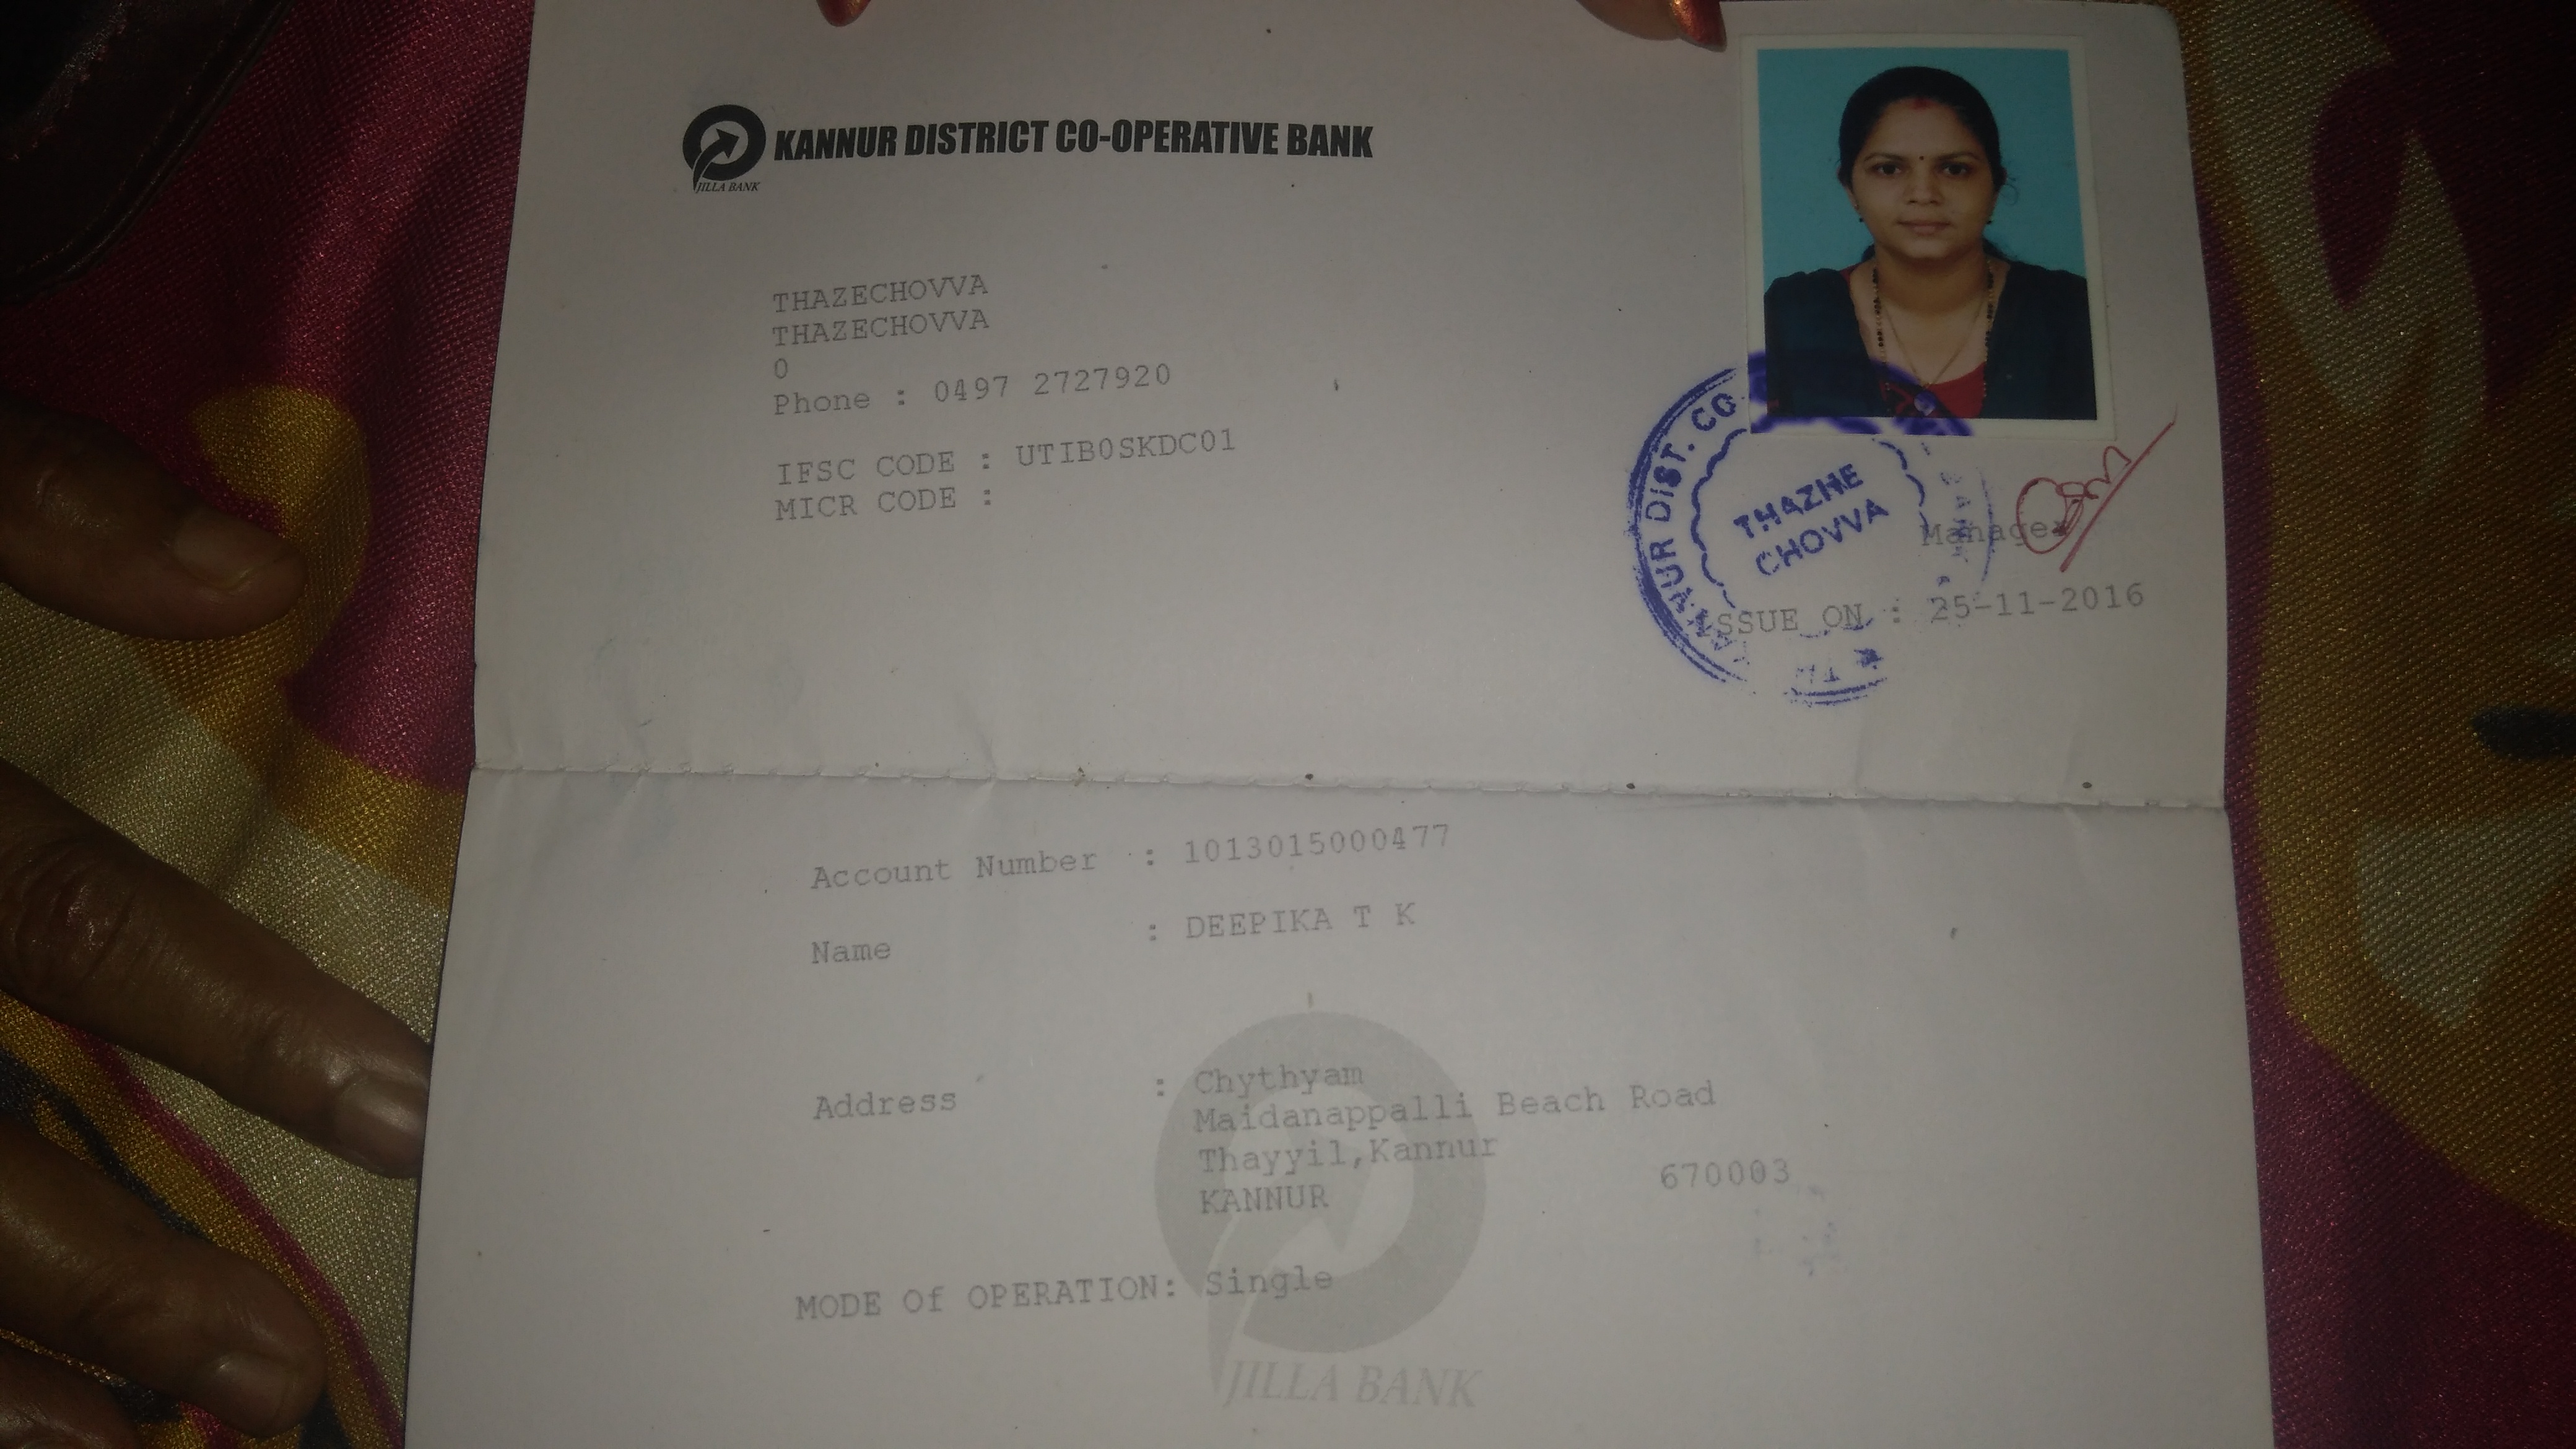 KANNUR DISTRICT CO-OPERATIVE BANK
JILLA BANK
THAZECHOVVA
THAZECHOVVA
0
Phone : 0497 2727920
IFSC CODE : UTIB0SKDC01
MICR CODE :
DIST. CO
THAZHE
CHOVVA
Manager
ISSUE ON : 25-11-2016
Account Number : 1013015000477
Name : DEEPIKA T K
Address : Chythyam
Maidanappalli Beach Road
Thayyil,Kannur
KANNUR 670003
MODE Of OPERATION: Single
JILLA BANK